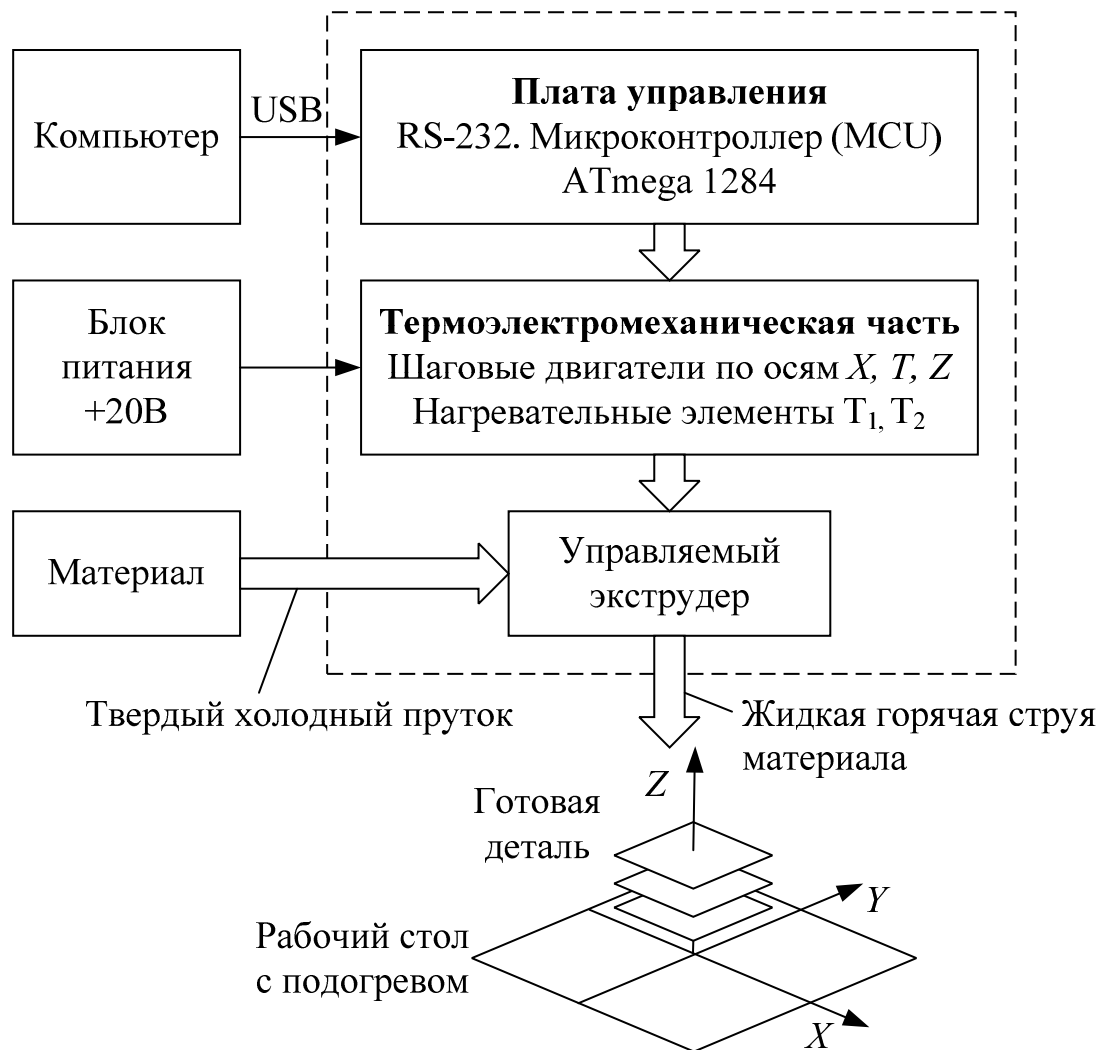 Компьютер
USB
Плата управления
RS-232. Микроконтроллер (MCU)
ATmega 1284
Блок
питания
+20В
Термоэлектромеханическая часть
Шаговые двигатели по осям X, T, Z
Нагревательные элементы T₁, T₂
Материал
Управляемый
экструдер
Твердый холодный пруток
Жидкая горячая струя
материала
Z
Готовая
деталь
Y
Рабочий стол
с подогревом
X